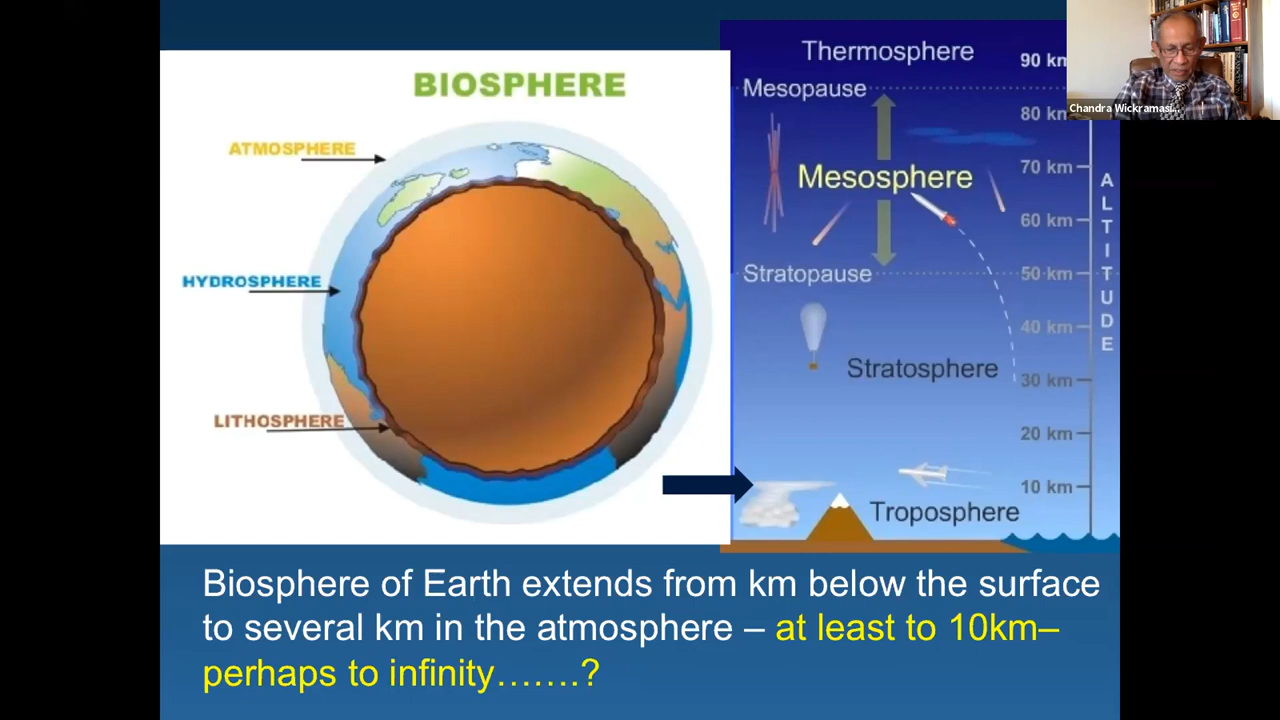 BIOSPHERE
ATMOSPHERE
HYDROSPHERE
LITHOSPHERE
Thermosphere
Mesopause
Mesosphere
Stratopause
Stratosphere
Troposphere
90 km
80 km
70 km
60 km
50 km
40 km
30 km
20 km
10 km
ALTITUDE
Chandra Wickramasi...
Biosphere of Earth extends from km below the surface
to several km in the atmosphere – at least to 10km–
perhaps to infinity…….?